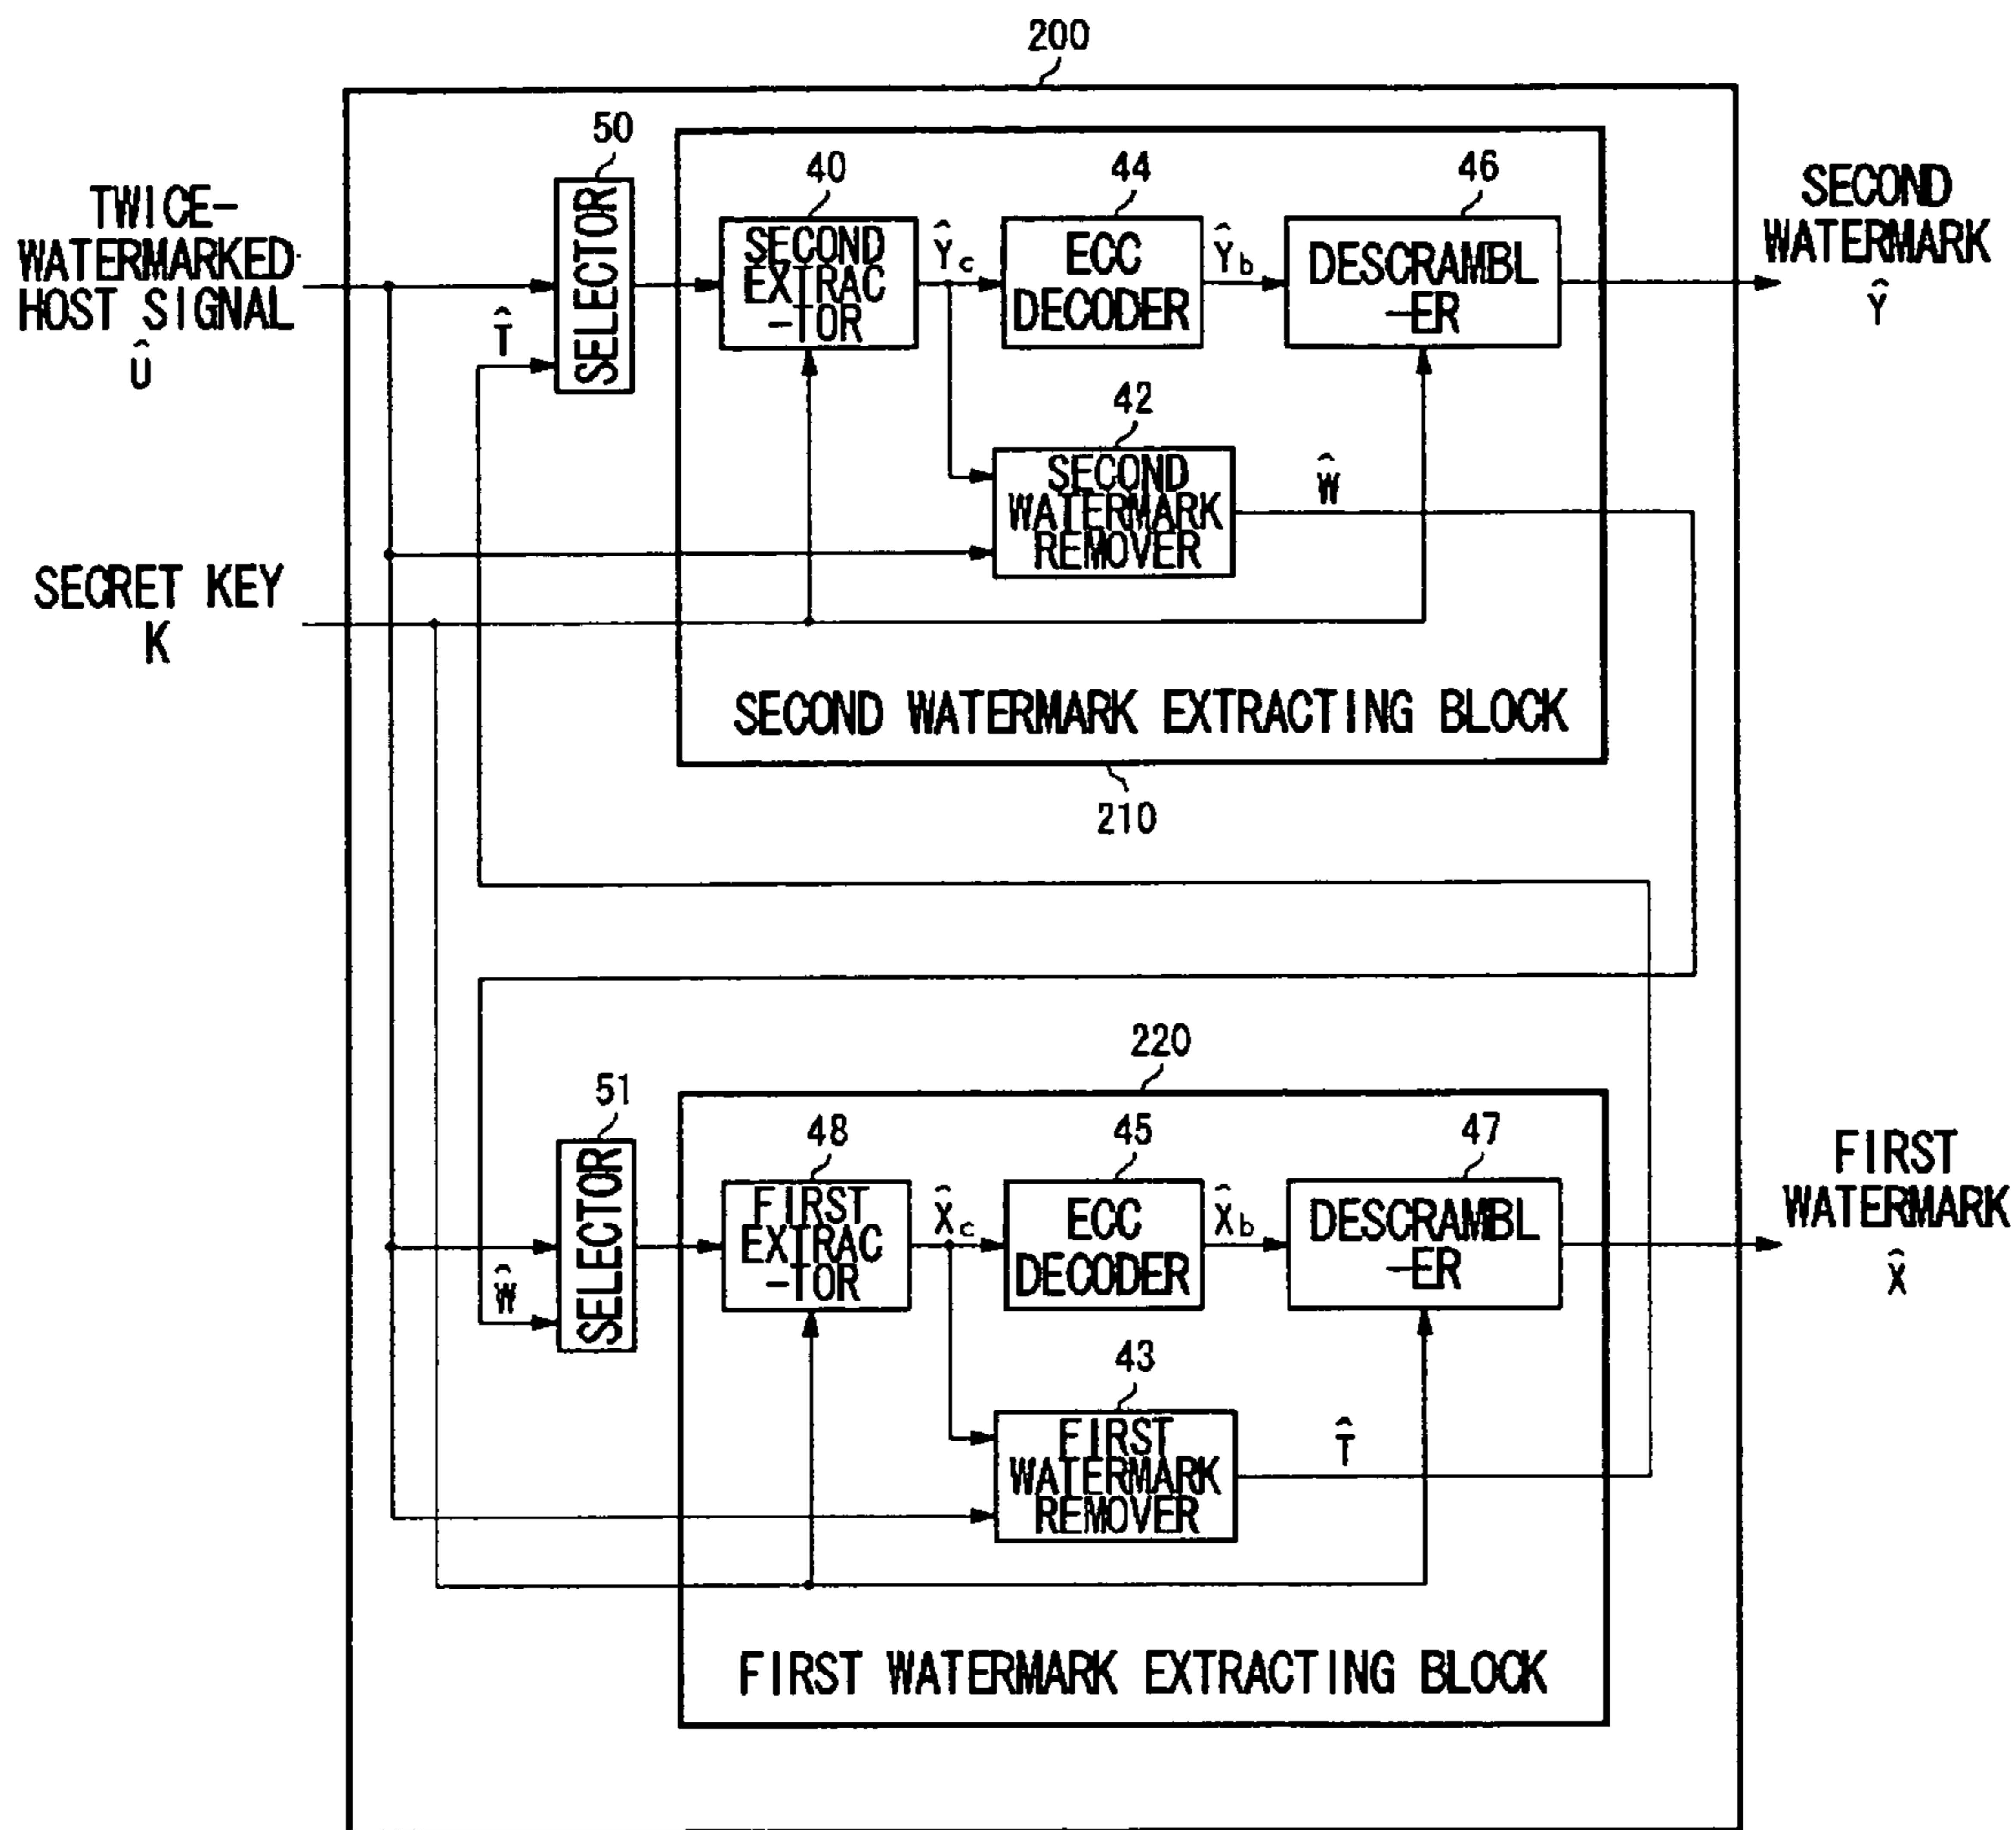 200
50
TWICE-
WATERMARKED
HOST SIGNAL
Û
SELECTOR
T̂
40
SECOND
EXTRAC
-TOR
Ŷc
44
ECC
DECODER
Ŷb
46
DESCRAMBL
-ER
SECOND
WATERMARK
Ŷ
42
SECOND
WATERMARK
REMOVER
Ŵ
SECRET KEY
K
SECOND WATERMARK EXTRACTING BLOCK
210
220
51
SELECTOR
Ŵ
48
FIRST
EXTRAC
-TOR
X̂c
45
ECC
DECODER
X̂b
47
DESCRAMBL
-ER
FIRST
WATERMARK
X̂
43
FIRST
WATERMARK
REMOVER
T̂
FIRST WATERMARK EXTRACTING BLOCK